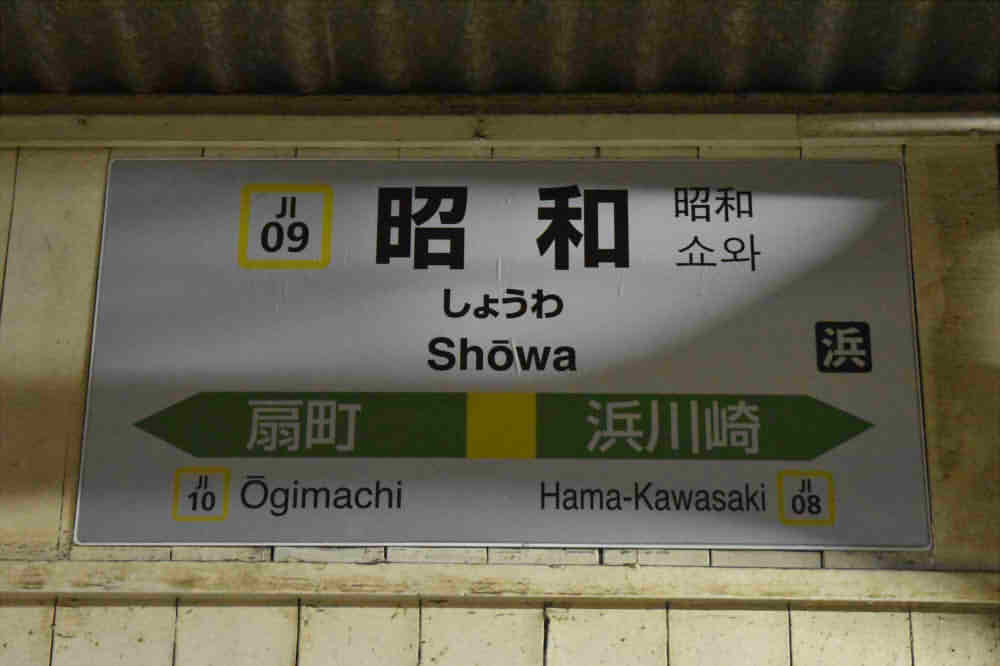 JI
09
昭和
昭和
쇼와
しょうわ
Shōwa
浜
扇町
浜川崎
JI
10
Ōgimachi
Hama-Kawasaki
JI
08